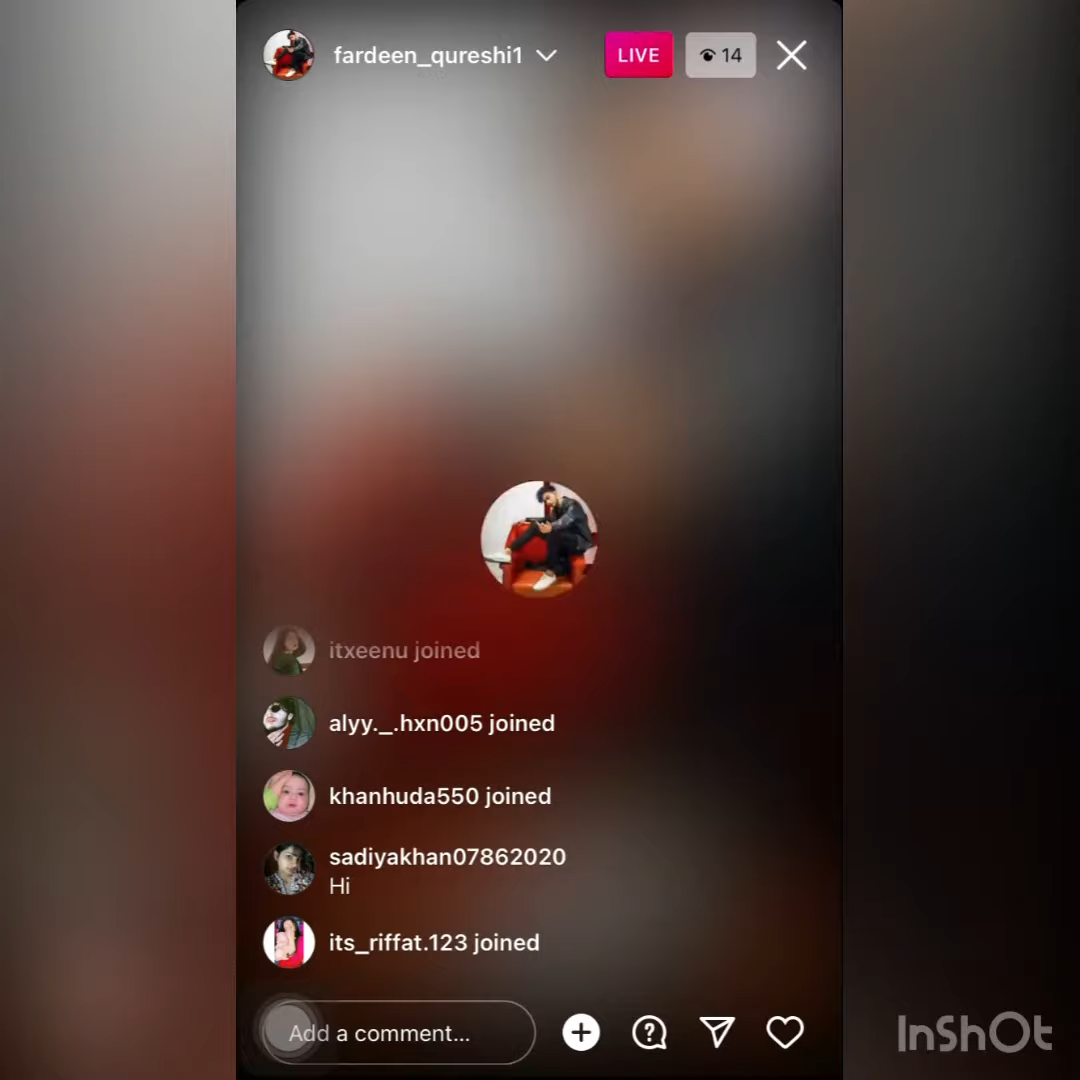 fardeen_qureshi1
LIVE
14
itxeenu joined
alyy._.hxn005 joined
khanhuda550 joined
sadiyakhan07862020
Hi
its_riffat.123 joined
Add a comment...
InShOt